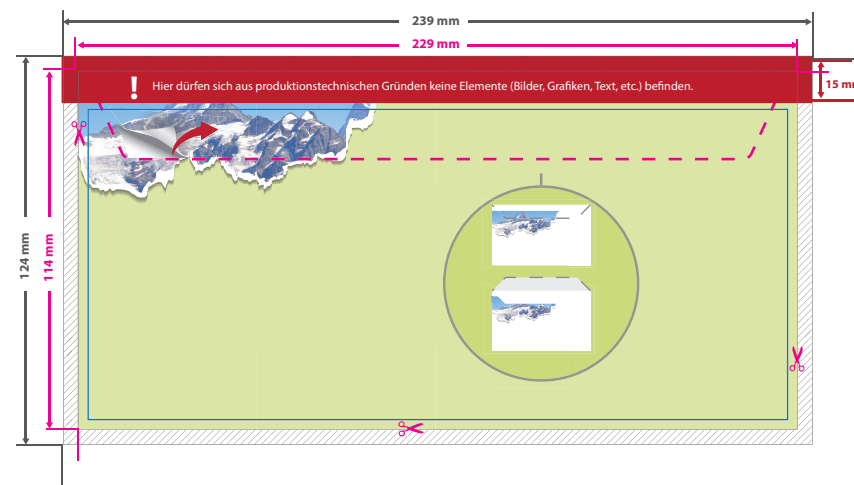 239 mm
229 mm
! Hier dürfen sich aus produktionstechnischen Gründen keine Elemente (Bilder, Grafiken, Text, etc.) befinden.
15 mm
124 mm
114 mm